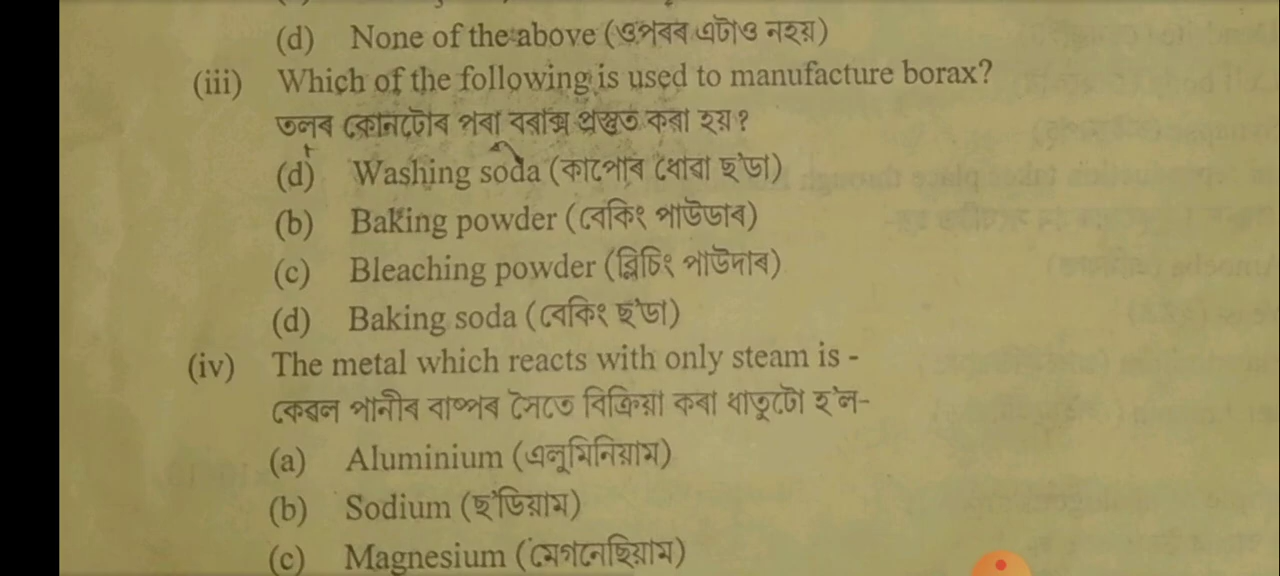 (d) None of the above (ওপৰৰ এটাও নহয়)
(iii) Which of the following is used to manufacture borax?
তলৰ কোনটোৰ পৰা বৰাক্স প্ৰস্তুত কৰা হয়?
(d) Washing soda (কাপোৰ ধোৱা ছ'ডা)
(b) Baking powder (বেকিং পাউডাৰ)
(c) Bleaching powder (ব্লিচিং পাউদাৰ)
(d) Baking soda (বেকিং ছ'ডা)
(iv) The metal which reacts with only steam is -
কেৱল পানীৰ বাষ্পৰ সৈতে বিক্ৰিয়া কৰা ধাতুটো হ'ল-
(a) Aluminium (এলুমিনিয়াম)
(b) Sodium (ছ'ডিয়াম)
(c) Magnesium (মেগনেছিয়াম)